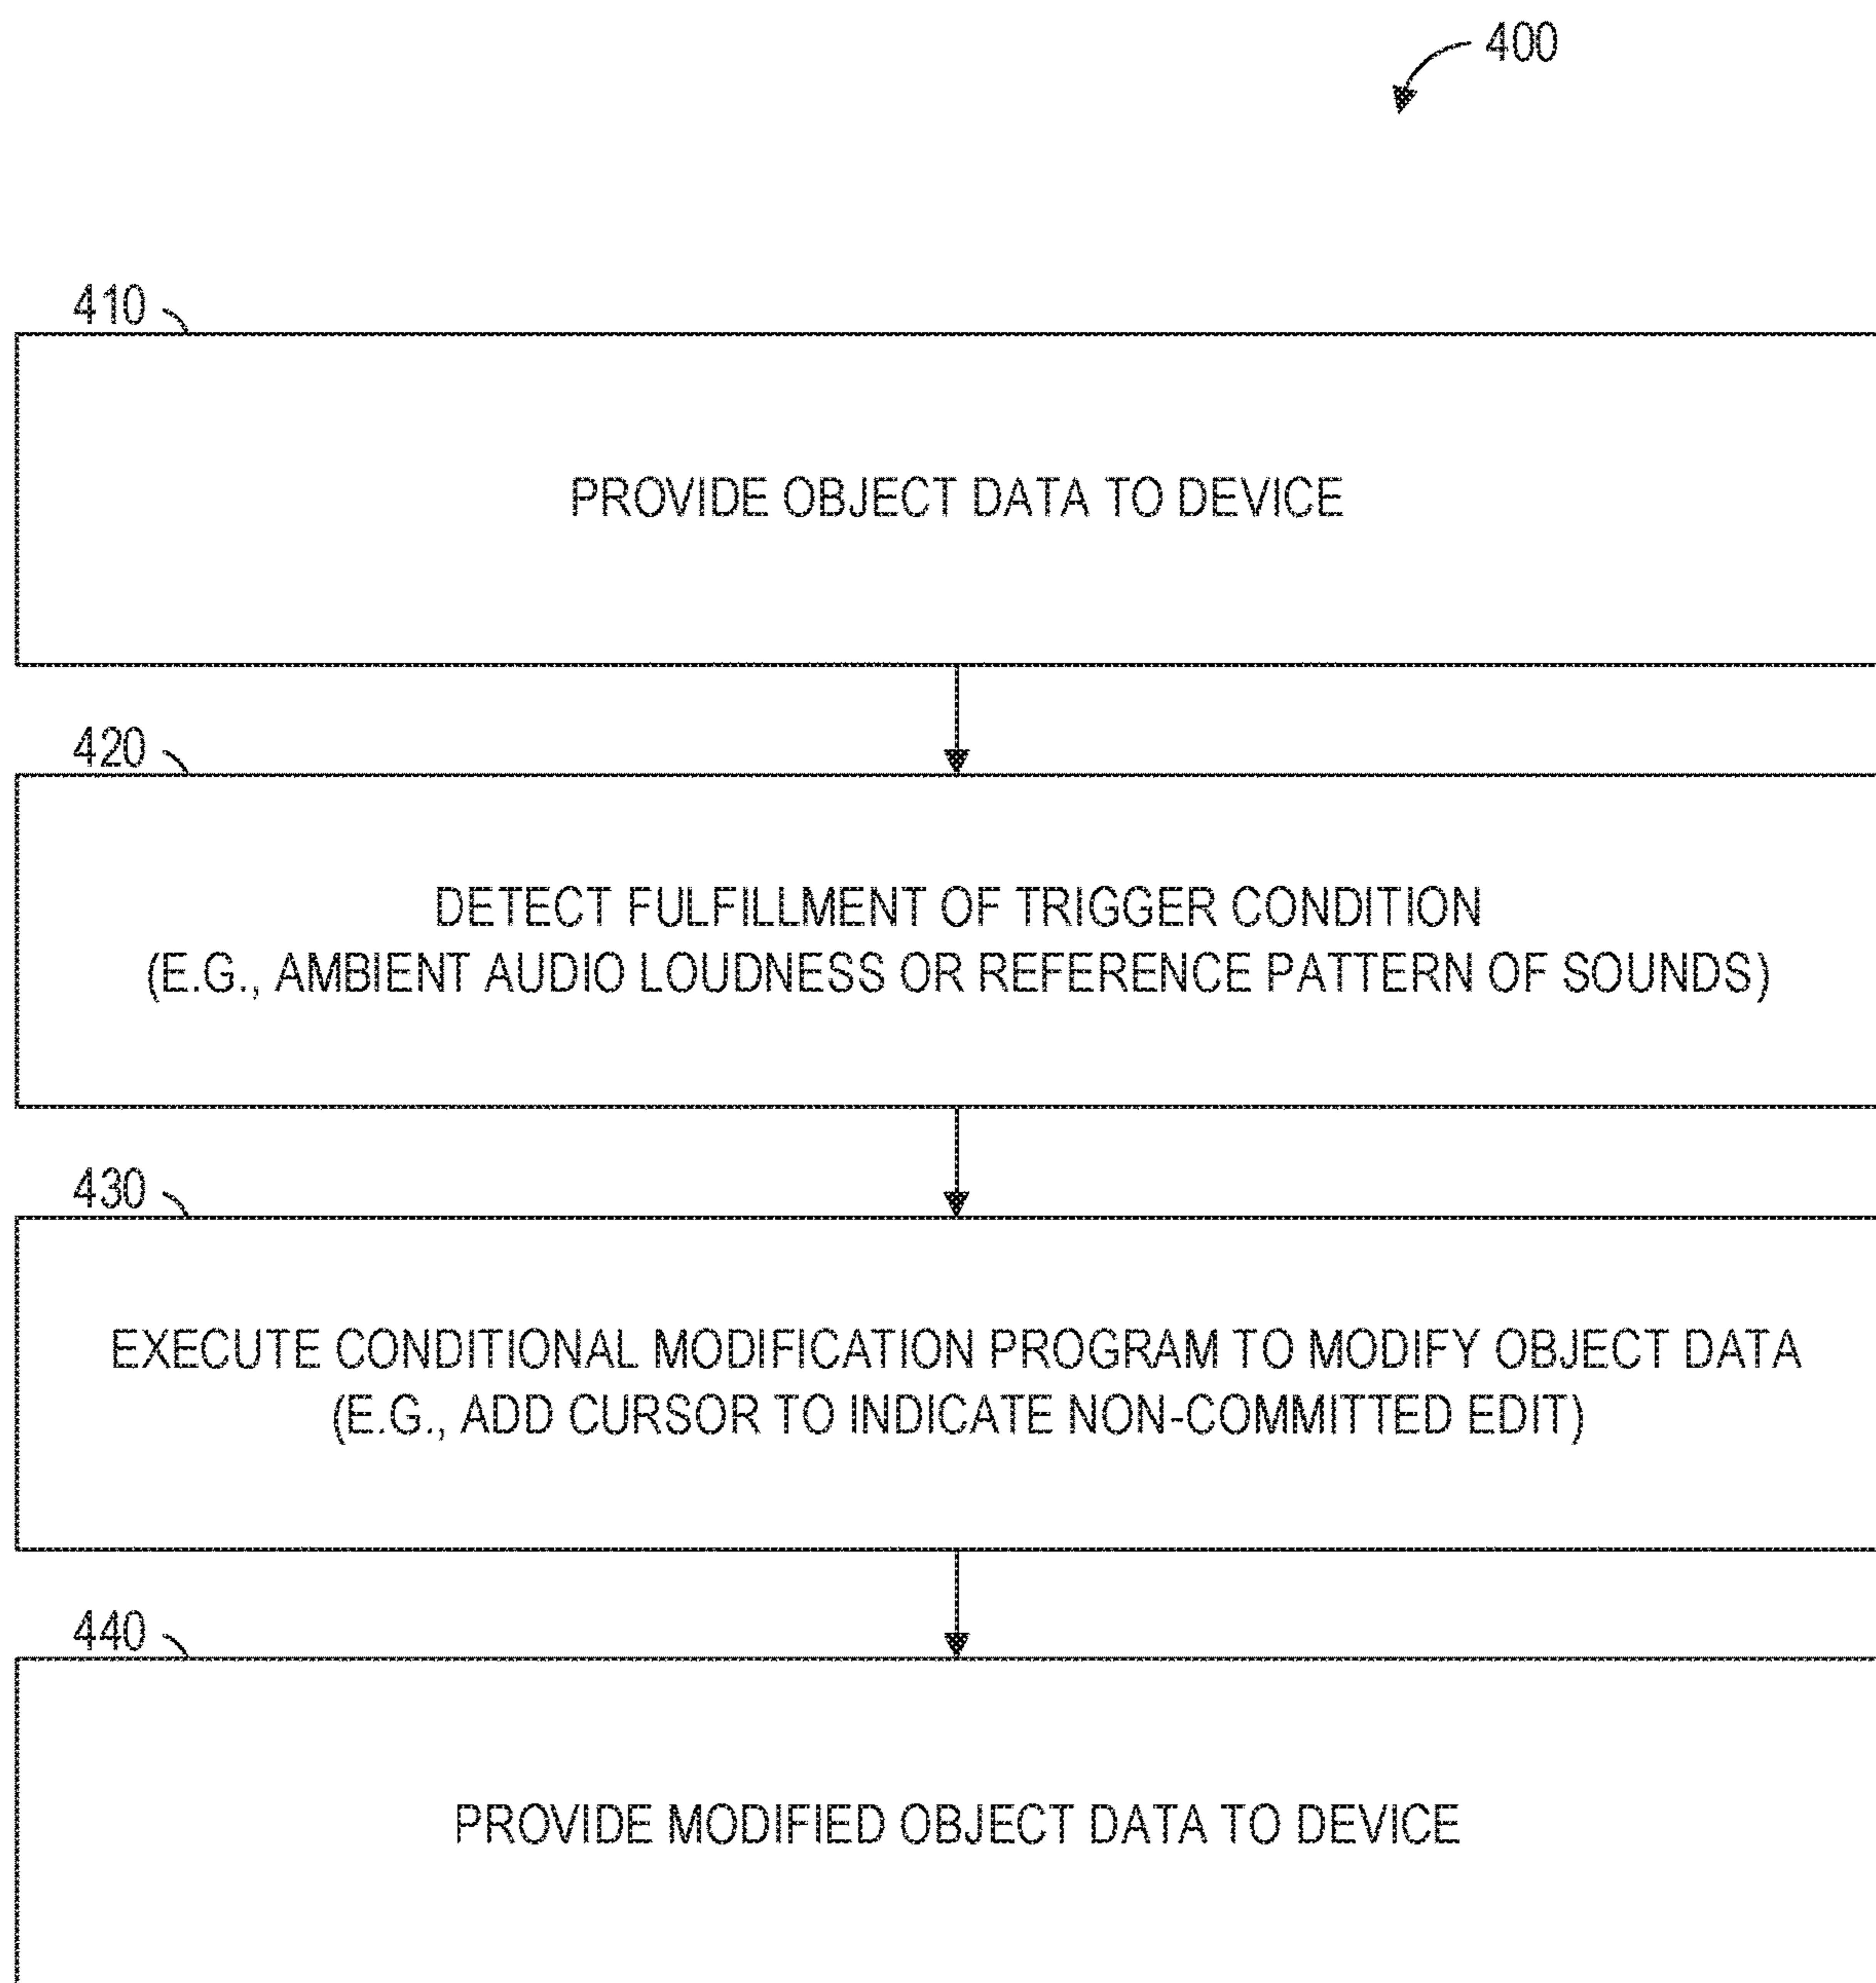 400
410
PROVIDE OBJECT DATA TO DEVICE
420
DETECT FULFILLMENT OF TRIGGER CONDITION
(E.G., AMBIENT AUDIO LOUDNESS OR REFERENCE PATTERN OF SOUNDS)
430
EXECUTE CONDITIONAL MODIFICATION PROGRAM TO MODIFY OBJECT DATA
(E.G., ADD CURSOR TO INDICATE NON-COMMITTED EDIT)
440
PROVIDE MODIFIED OBJECT DATA TO DEVICE